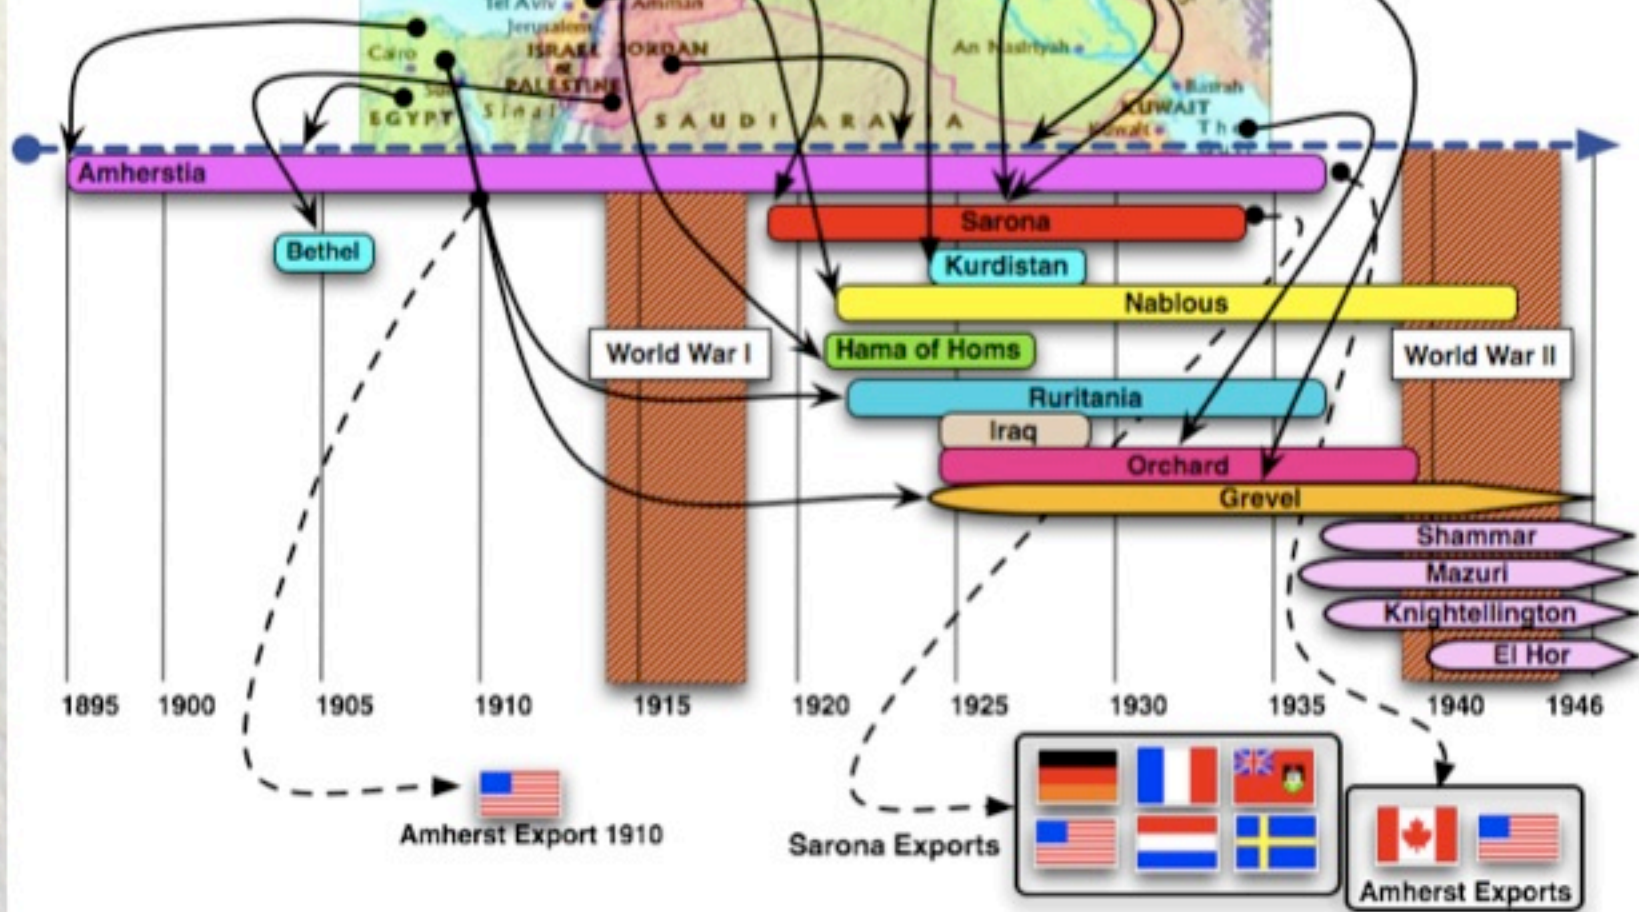 Tel Aviv
Amman
Jerusalem
Cairo
ISRAEL
JORDAN
An Nasiriyah
PALESTINE
Basrah
Sinai
EGYPT
KUWAIT
SAUDI ARABIA
Kuwait
Th
Amherstia
Sarona
Bethel
Kurdistan
Nablous
World War I
Hama of Homs
World War II
Ruritania
Iraq
Orchard
Grevel
Shammar
Mazuri
Knightellington
El Hor
1895 1900 1905 1910 1915 1920 1925 1930 1935 1940 1946
Amherst Export 1910
Sarona Exports
Amherst Exports